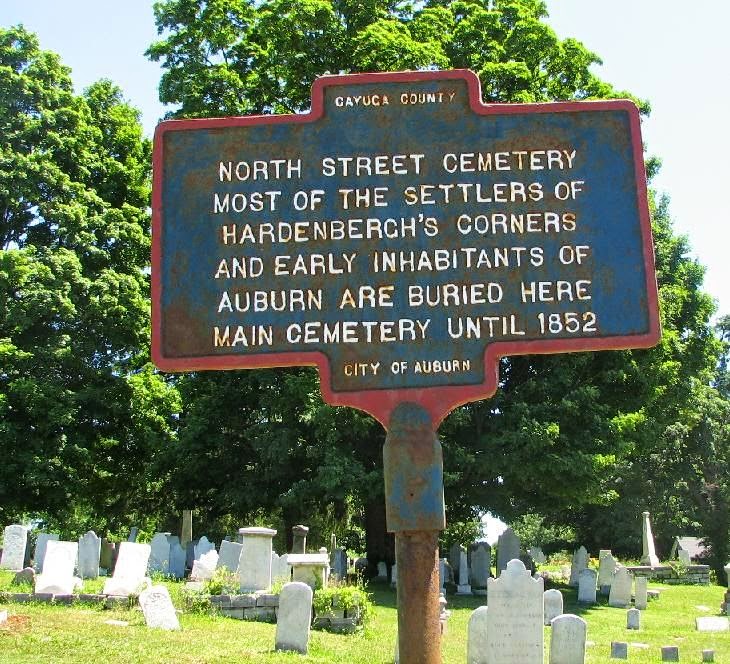 CAYUGA COUNTY
NORTH STREET CEMETERY
MOST OF THE SETTLERS OF
HARDENBERGH'S CORNERS
AND EARLY INHABITANTS OF
AUBURN ARE BURIED HERE
MAIN CEMETERY UNTIL 1852
CITY OF AUBURN